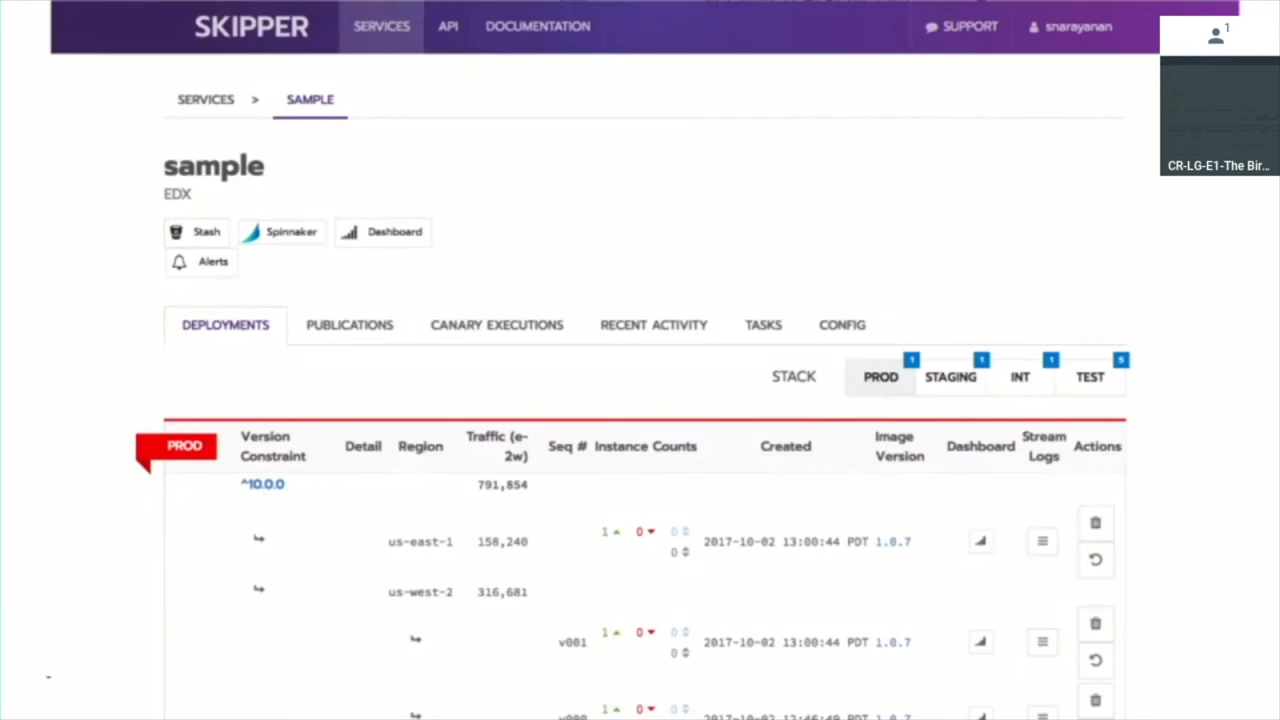 SKIPPER SERVICES API DOCUMENTATION SUPPORT snarayanan
1
CR-LG-E1-The Bir...
SERVICES > SAMPLE
sample
EDX
Stash Spinnaker Dashboard
Alerts
DEPLOYMENTS PUBLICATIONS CANARY EXECUTIONS RECENT ACTIVITY TASKS CONFIG
1 1 1 5
STACK PROD STAGING INT TEST
PROD Version Constraint Detail Region Traffic (e-2w) Seq # Instance Counts Created Image Version Dashboard Stream Logs Actions
^10.0.0 791,854
1 0 0
us-east-1 158,240 2017-10-02 13:00:44 PDT 1.0.7
0
us-west-2 316,681
1 0 0
v001 2017-10-02 13:00:44 PDT 1.0.7
0
1 0 0